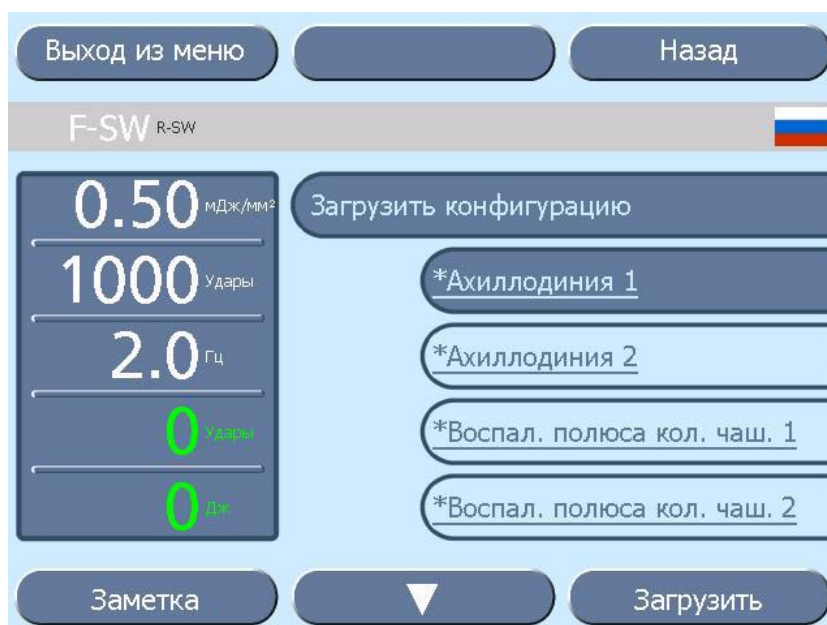 Выход из меню
Назад
F-SW R-SW
0.50 мДж/мм²
1000 Удары
2.0 Гц
0 Удары
0 Дж
Загрузить конфигурацию
*Ахиллодиния 1
*Ахиллодиния 2
*Воспал. полюса кол. чаш. 1
*Воспал. полюса кол. чаш. 2
Заметка
Загрузить